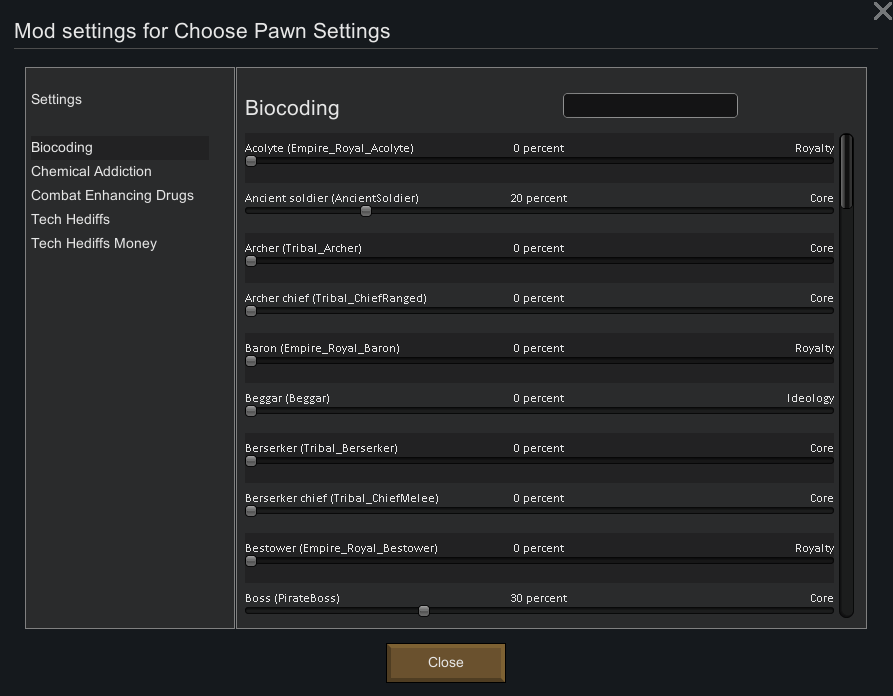 Mod settings for Choose Pawn Settings
Settings
Biocoding
Chemical Addiction
Combat Enhancing Drugs
Tech Hediffs
Tech Hediffs Money
Biocoding
Acolyte (Empire_Royal_Acolyte) 0 percent Royalty
Ancient soldier (AncientSoldier) 20 percent Core
Archer (Tribal_Archer) 0 percent Core
Archer chief (Tribal_ChiefRanged) 0 percent Core
Baron (Empire_Royal_Baron) 0 percent Royalty
Beggar (Beggar) 0 percent Ideology
Berserker (Tribal_Berserker) 0 percent Core
Berserker chief (Tribal_ChiefMelee) 0 percent Core
Bestower (Empire_Royal_Bestower) 0 percent Royalty
Boss (PirateBoss) 30 percent Core
Close